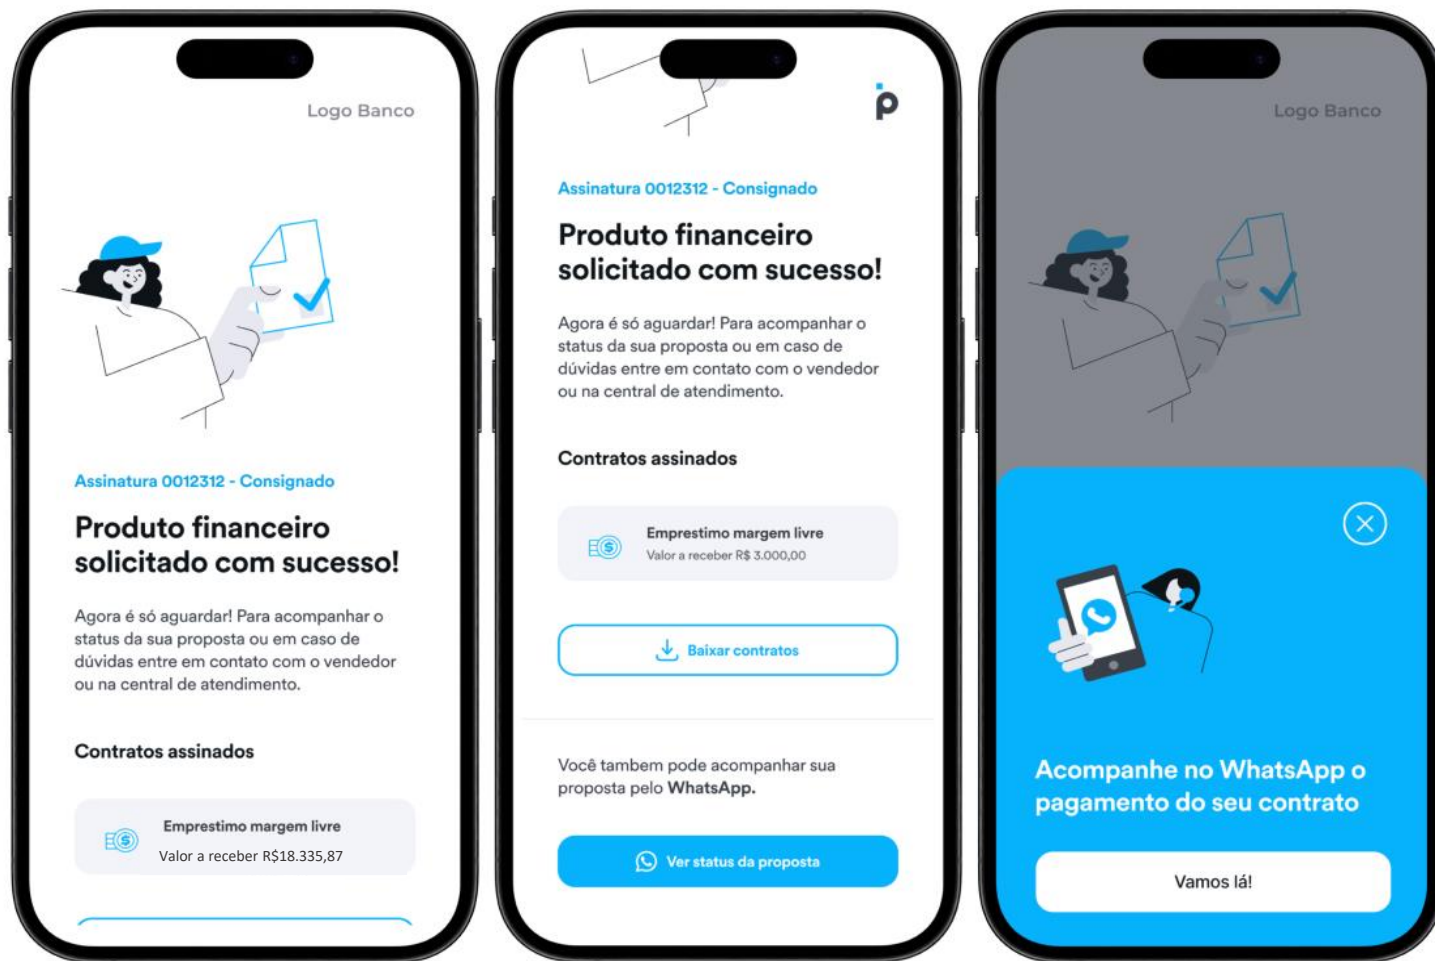 Logo Banco
Assinatura 0012312 - Consignado
Produto financeiro
solicitado com sucesso!
Agora é só aguardar! Para acompanhar o
status da sua proposta ou em caso de
dúvidas entre em contato com o vendedor
ou na central de atendimento.
Contratos assinados
Emprestimo margem livre
Valor a receber R$18.335,87
Assinatura 0012312 - Consignado
Produto financeiro
solicitado com sucesso!
Agora é só aguardar! Para acompanhar o
status da sua proposta ou em caso de
dúvidas entre em contato com o vendedor
ou na central de atendimento.
Contratos assinados
Emprestimo margem livre
Valor a receber R$ 3.000,00
Baixar contratos
Você tambem pode acompanhar sua
proposta pelo WhatsApp.
Ver status da proposta
Logo Banco
Acompanhe no WhatsApp o
pagamento do seu contrato
Vamos lá!